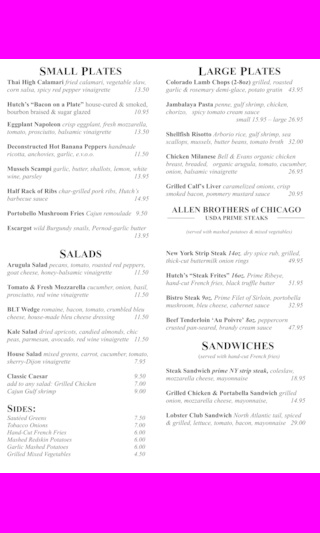 SMALL PLATES
Thai High Calamari fried calamari, vegetable slaw,
corn salsa, spicy red pepper vinaigrette 13.50
Hutch's "Bacon on a Plate" house-cured & smoked,
bourbon braised & sugar glazed 10.95
Eggplant Napoleon crisp eggplant, fresh mozzarella,
tomato, prosciutto, balsamic vinaigrette 13.50
Deconstructed Hot Banana Peppers handmade
ricotta, anchovies, garlic, e.v.o.o. 11.50
Mussels Scampi garlic, butter, shallots, lemon, white
wine, parsley 13.95
Half Rack of Ribs char-grilled pork ribs, Hutch's
barbecue sauce 14.95
Portobello Mushroom Fries Cajun remoulade 9.50
Escargot wild Burgundy snails, Pernod-garlic butter
13.95
SALADS
Arugula Salad pecans, tomato, roasted red peppers,
goat cheese, honey-balsamic vinaigrette 11.50
Tomato & Fresh Mozzarella cucumber, onion, basil,
prosciutto, red wine vinaigrette 11.50
BLT Wedge romaine, bacon, tomato, crumbled bleu
cheese, house-made bleu cheese dressing 11.50
Kale Salad dried apricots, candied almonds, chic
peas, parmesan, avocado, red wine vinaigrette 11.50
House Salad mixed greens, carrot, cucumber, tomato,
sherry-Dijon vinaigrette 7.95
Classic Caesar 9.50
add to any salad: Grilled Chicken 7.00
Cajun Gulf shrimp 9.00
SIDES:
Sauteed Greens 7.50
Tobacco Onions 7.00
Hand-Cut French Fries 6.00
Mashed Redskin Potatoes 6.00
Garlic Mashed Potatoes 6.00
Grilled Mixed Vegetables 4.50
LARGE PLATES
Colorado Lamb Chops (2-8oz) grilled, roasted
garlic & rosemary demi-glace, potato gratin 43.95
Jambalaya Pasta penne, gulf shrimp, chicken,
chorizo, spicy tomato cream sauce
small 15.95 – large 26.95
Shellfish Risotto Arborio rice, gulf shrimp, sea
scallops, mussels, butter beans, tomato broth 32.00
Chicken Milanese Bell & Evans organic chicken
breast, breaded, organic arugula, tomato, cucumber,
onion, balsamic vinaigrette 26.95
Grilled Calf's Liver caramelized onions, crisp
smoked bacon, pommery mustard sauce 20.95
ALLEN BROTHERS of CHICAGO
USDA PRIME STEAKS
(served with mashed potatoes & mixed vegetables)
New York Strip Steak 14oz, dry spice rub, grilled,
thick-cut buttermilk onion rings 49.95
Hutch's "Steak Frites" 16oz, Prime Ribeye,
hand-cut French fries, black truffle butter 51.95
Bistro Steak 9oz, Prime Filet of Sirloin, portobella
mushroom, bleu cheese, cabernet sauce 32.95
Beef Tenderloin 'Au Poivre' 8oz, peppercorn
crusted pan-seared, brandy cream sauce 47.95
SANDWICHES
(served with hand-cut French Fries)
Steak Sandwich prime NY strip steak, coleslaw,
mozzarella cheese, mayonnaise 18.95
Grilled Chicken & Portabella Sandwich grilled
onion, mozzarella cheese, mayonnaise, 14.95
Lobster Club Sandwich North Atlantic tail, spiced
& grilled, lettuce, tomato, bacon, mayonnaise 29.00